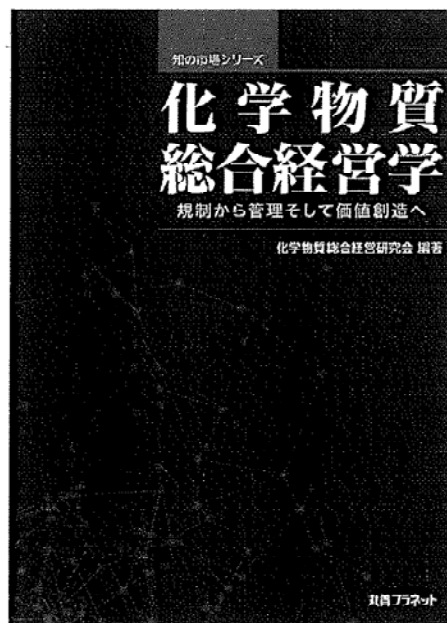 知の市場シリーズ
化学物質
総合経営学
規制から管理そして価値創造へ
化学物質総合経営研究会 編著
丸善プラネット